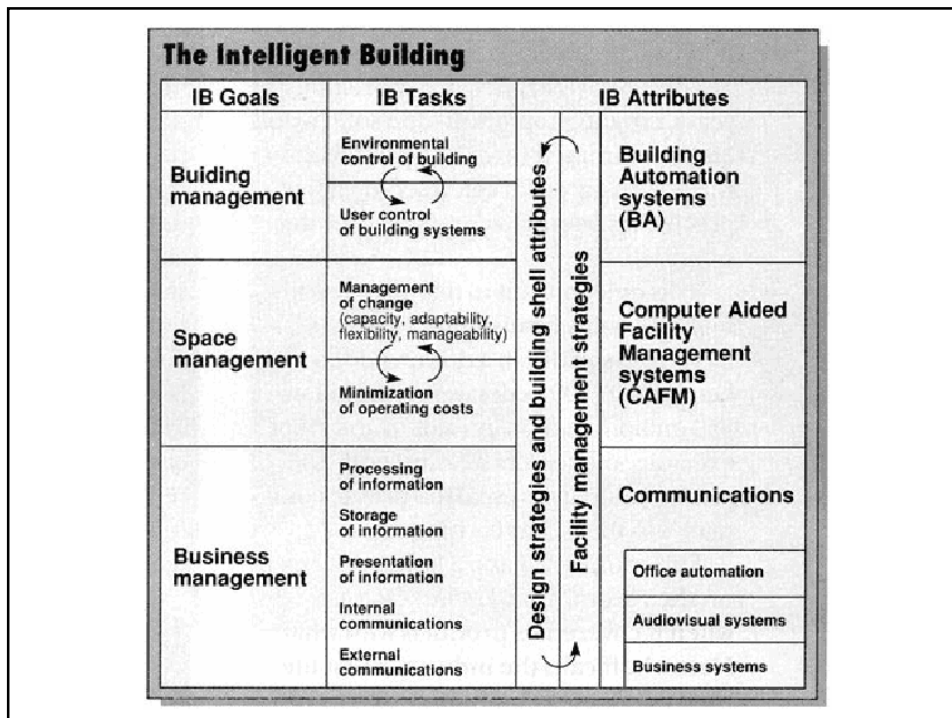 The Intelligent Building
IB Goals
IB Tasks
IB Attributes
Buiding
management
Environmental
control of building
User control
of building systems
Building
Automation
systems
(BA)
Space
management
Management
of change
(capacity, adaptability,
flexibility, manageability)
Minimization
of operating costs
Computer Aided
Facility
Management
systems
(CAFM)
Business
management
Processing
of information
Storage
of information
Presentation
of information
Internal
communications
External
communications
Design strategies and building shell attributes
Facility management strategies
Communications
Office automation
Audiovisual systems
Business systems